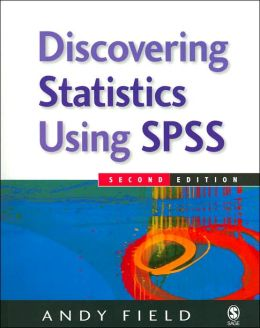 Discovering
Statistics
Using SPSS
SECOND EDITION
ANDY FIELD
SAGE